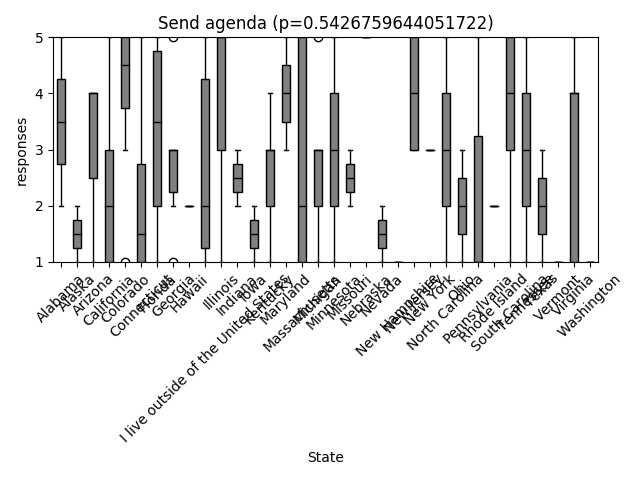 Send agenda (p=0.5426759644051722)
responses
5
4
3
2
1
Alabama
Alaska
Arizona
California
Colorado
Connecticut
Florida
Georgia
Hawaii
I live outside of the United States
Illinois
Indiana
Iowa
Kentucky
Maryland
Massachusetts
Michigan
Minnesota
Missouri
Nebraska
Nevada
New Hampshire
New Jersey
New York
North Carolina
Ohio
Pennsylvania
Rhode Island
South Carolina
Tennessee
Texas
Vermont
Virginia
Washington
State